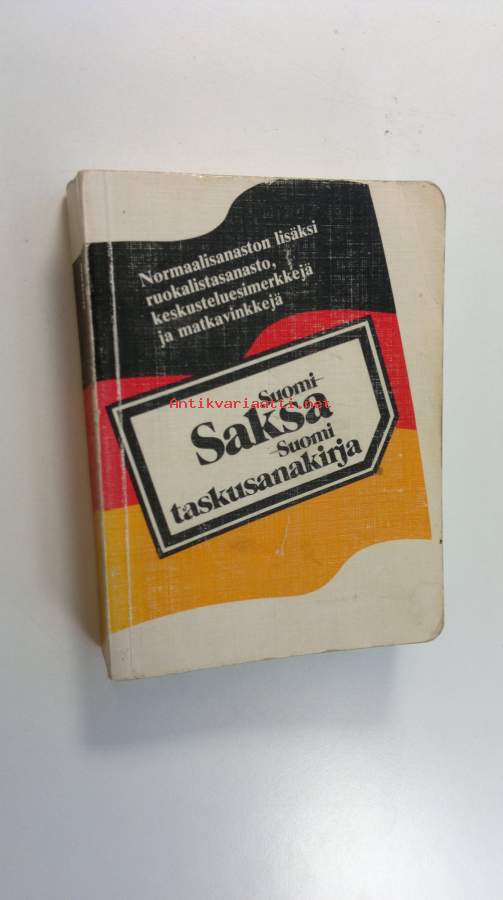 Normaalisanaston lisäksi
ruokalistasanasto,
keskusteluesimerkkejä
ja matkavinkkejä
Suomi-
Antikvariaatti.net
Saksa
-Suomi
taskusanakirja